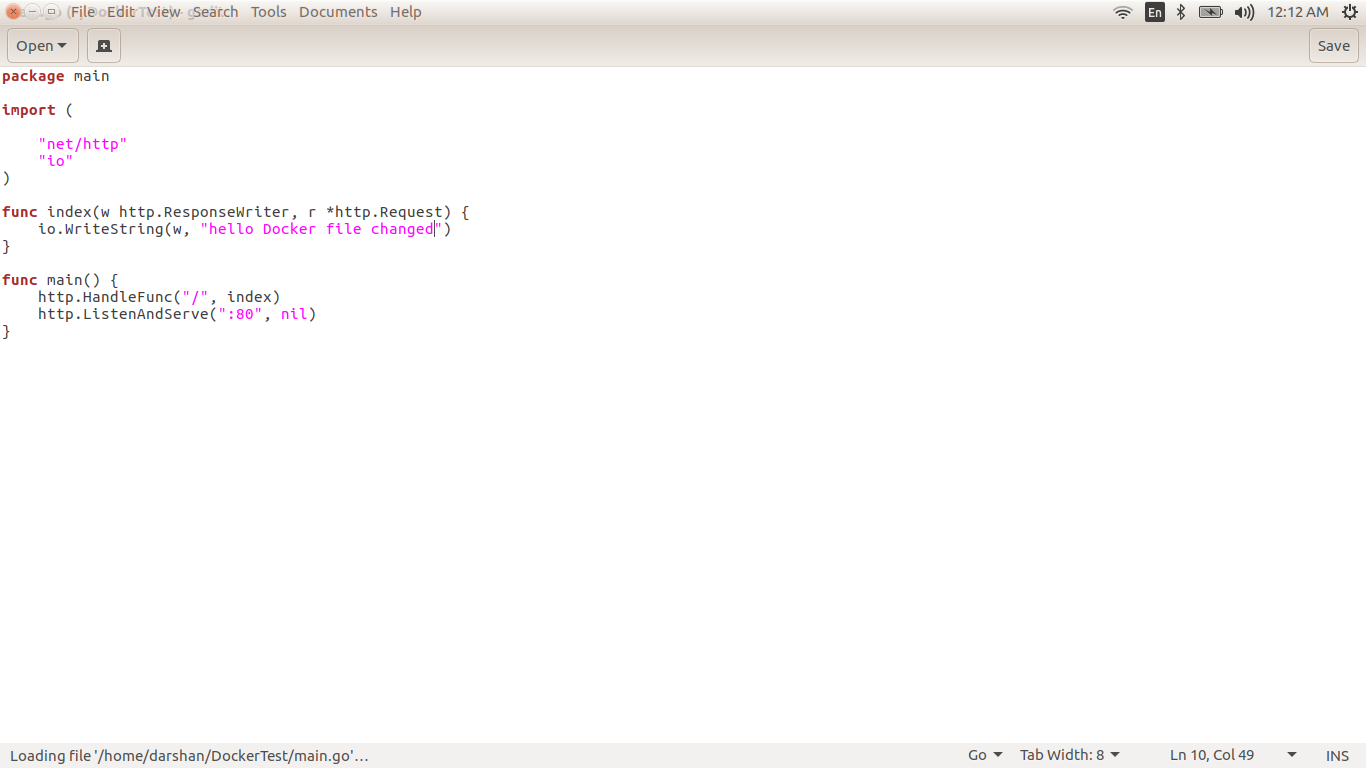 File Edit View Search Tools Documents Help En 12:12 AM
Open Save
package main
import (
"net/http"
"io"
)
func index(w http.ResponseWriter, r *http.Request) {
io.WriteString(w, "hello Docker file changed")
}
func main() {
http.HandleFunc("/", index)
http.ListenAndServe(":80", nil)
}
Loading file '/home/darshan/DockerTest/main.go'… Go Tab Width: 8 Ln 10, Col 49 INS